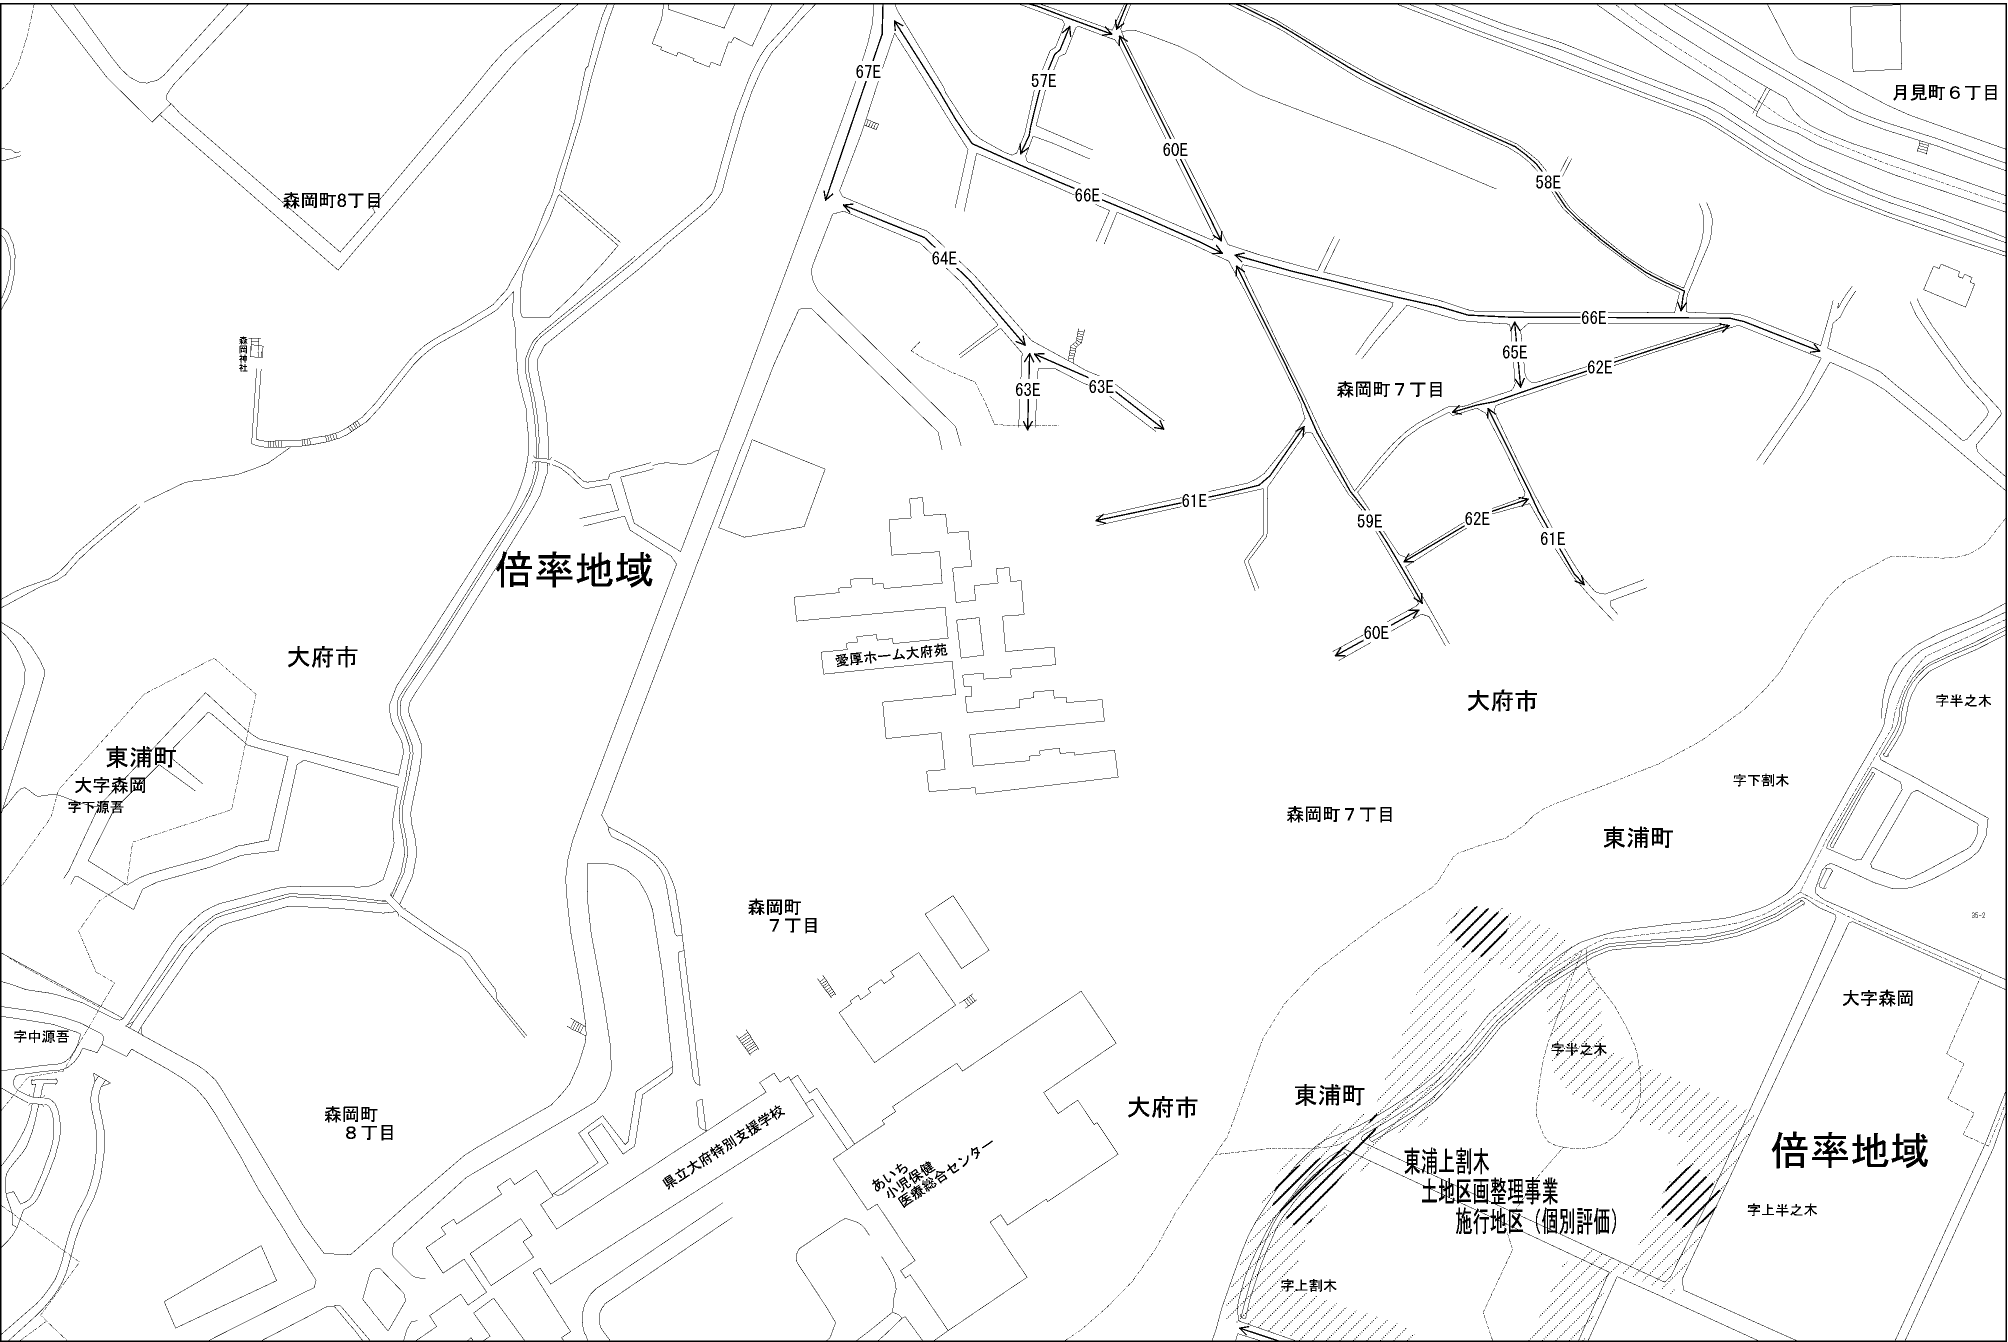 67E
57E
月見町６丁目
60E
58E
森岡町8丁目
66E
64E
66E
森岡神社
65E
62E
63E
63E
森岡町７丁目
61E
59E
62E
61E
倍率地域
60E
愛厚ホーム大府苑
大府市
大府市
字半之木
東浦町
大字森岡
字下源吾
字下割木
森岡町７丁目
東浦町
森岡町
７丁目
35-2
大字森岡
字中源吾
字半之木
東浦町
大府市
森岡町
８丁目
県立大府特別支援学校
あいち
小児保健
医療総合センター
東浦上割木
土地区画整理事業
施行地区（個別評価）
倍率地域
字上半之木
字上割木